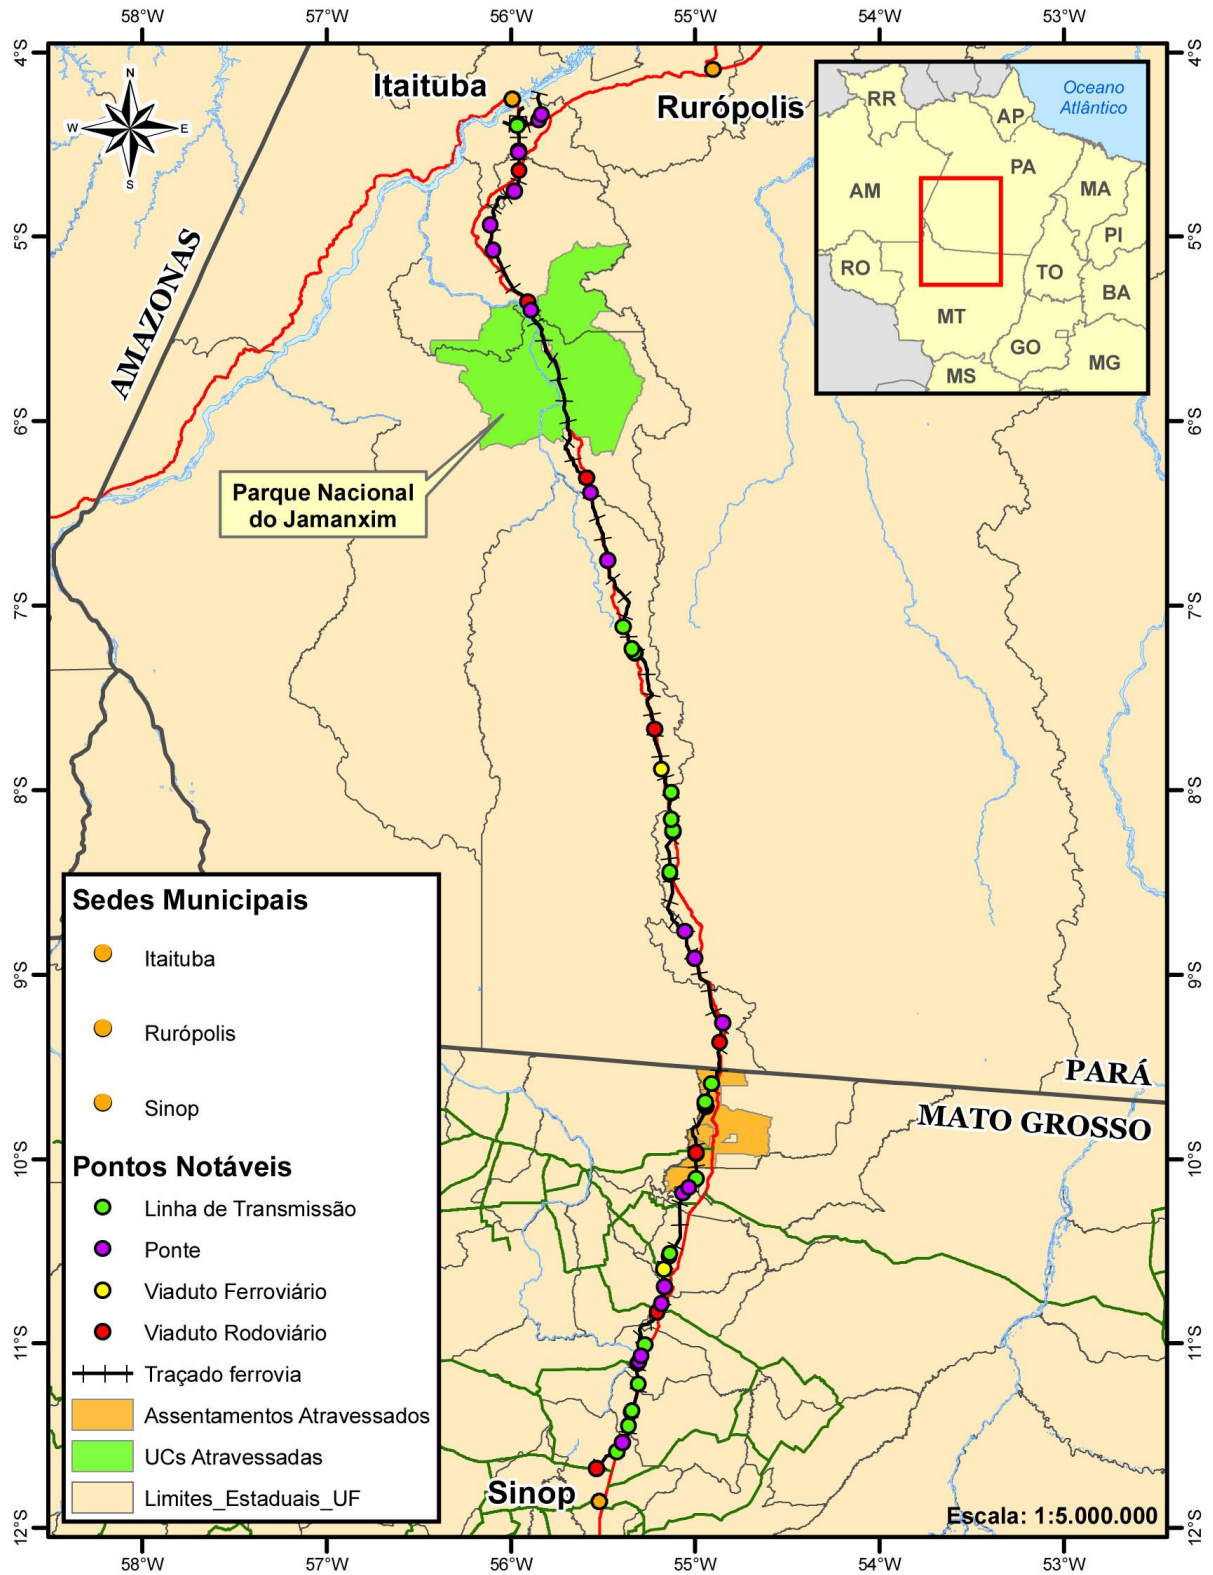 58°W 57°W 56°W 55°W 54°W 53°W
4°S
4°S
N
W E
S
Itaituba
Rurópolis
Oceano
Atlântico
RR
AP
AM
PA
MA
PI
RO
TO
BA
MT
GO
MG
MS
5°S
5°S
AMAZONAS
6°S
6°S
Parque Nacional
do Jamanxim
7°S
7°S
8°S
8°S
9°S
9°S
PARÁ
MATO GROSSO
Sedes Municipais
Itaituba
Rurópolis
Sinop
Pontos Notáveis
Linha de Transmissão
Ponte
Viaduto Ferroviário
Viaduto Rodoviário
Traçado ferrovia
Assentamentos Atravessados
UCs Atravessadas
Limites_Estaduais_UF
10°S
10°S
11°S
11°S
Sinop
Escala: 1:5.000.000
12°S
12°S
58°W 57°W 56°W 55°W 54°W 53°W